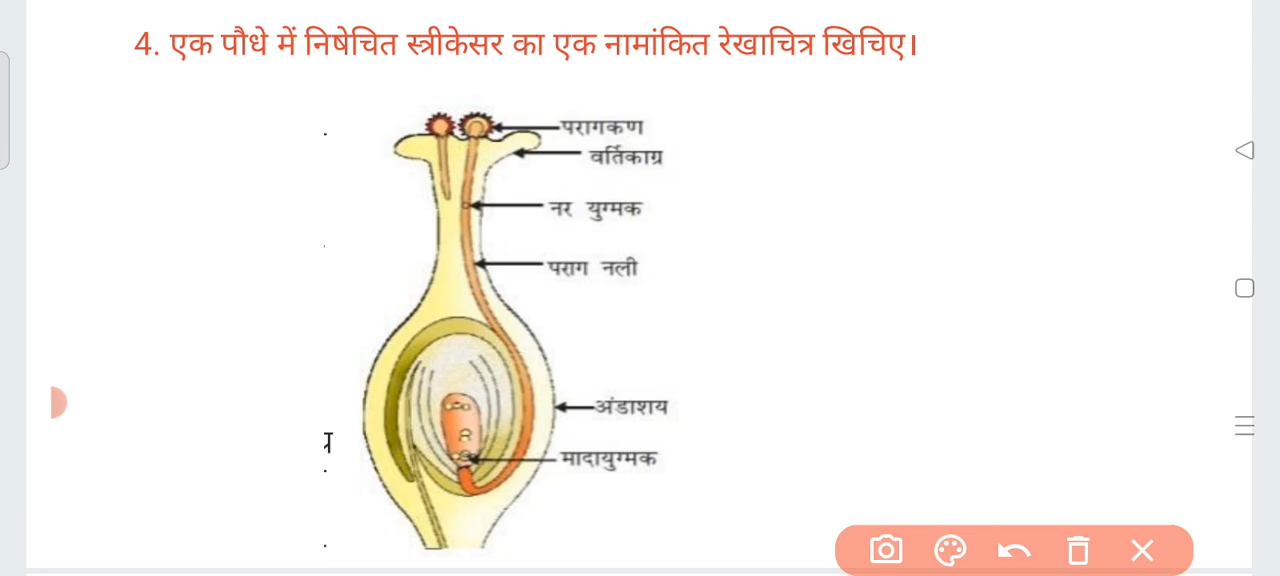 4. एक पौधे में निषेचित स्त्रीकेसर का एक नामांकित रेखाचित्र खिचिए।
परागकण
वर्तिकाग्र
नर युग्मक
पराग नली
अंडाशय
मादायुग्मक